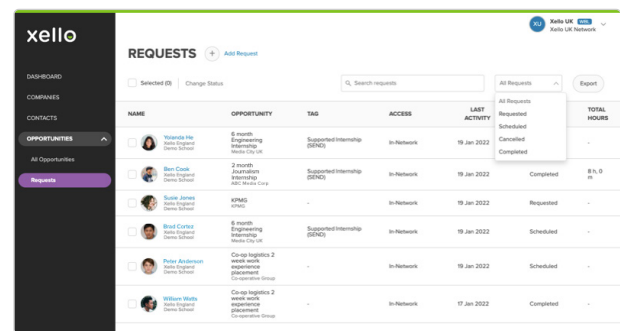 xello
XU
Xello UK
Xello UK Network
REQUESTS + Add Request
DASHBOARD
COMPANIES
CONTACTS
OPPORTUNITIES
All Opportunities
Requests
Selected (0) Change Status
Search requests
All Requests
Export
All Requests
Requested
Scheduled
Cancelled
Completed
NAME OPPORTUNITY TAG ACCESS LAST ACTIVITY TOTAL HOURS
Yolanda He
Xello England
Demo School
6 month
Engineering
Internship
Media City UK
Supported Internship
(SEND)
In-Network
19 Jan 2022
Ben Cook
Xello England
Demo School
2 month
Journalism
Internship
ABC Media Corp
Supported Internship
(SEND)
In-Network
19 Jan 2022
Completed
8 h, 0
m
Susie Jones
Xello England
Demo School
KPMG
KPMG
-
In-Network
19 Jan 2022
Requested
-
Brad Cortez
Xello England
Demo School
6 month
Engineering
Internship
Media City UK
Supported Internship
(SEND)
In-Network
19 Jan 2022
Scheduled
-
Peter Anderson
Xello England
Demo School
Co-op logistics 2
week work
experience
placement
Co-operative Group
-
In-Network
19 Jan 2022
Scheduled
-
William Watts
Xello England
Demo School
Co-op logistics 2
week work
experience
placement
Co-operative Group
-
In-Network
17 Jan 2022
Completed
-